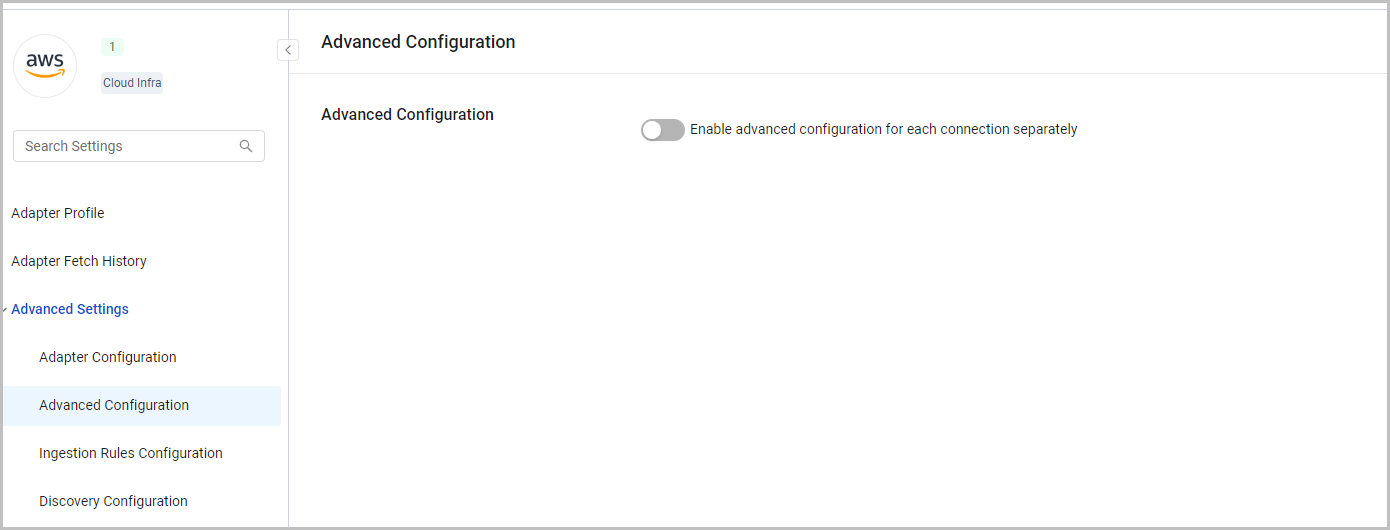 aws
1
Cloud Infra
Search Settings
Adapter Profile
Adapter Fetch History
Advanced Settings
Adapter Configuration
Advanced Configuration
Ingestion Rules Configuration
Discovery Configuration
Advanced Configuration
Advanced Configuration
Enable advanced configuration for each connection separately